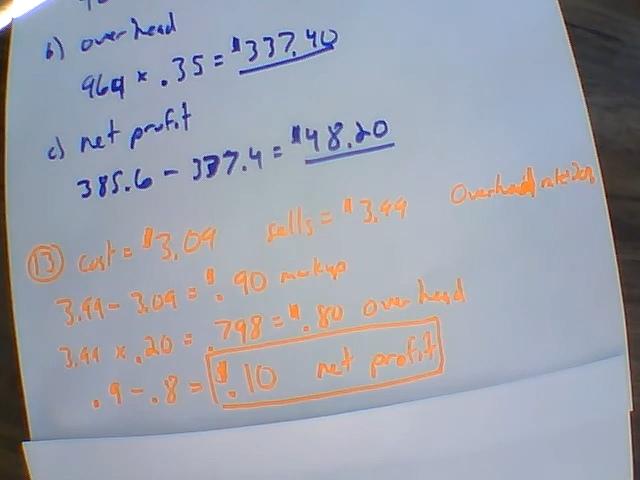 b) overhead
964 × .35 = $337.40
c) net profit
385.6 - 337.4 = $48.20
13 cost = $3.09 sells = $3.99 Overhead rate 20%
3.99 - 3.09 = $.90 markup
3.99 × .20 = .798 = $.80 overhead
.9 - .8 = $.10 net profit